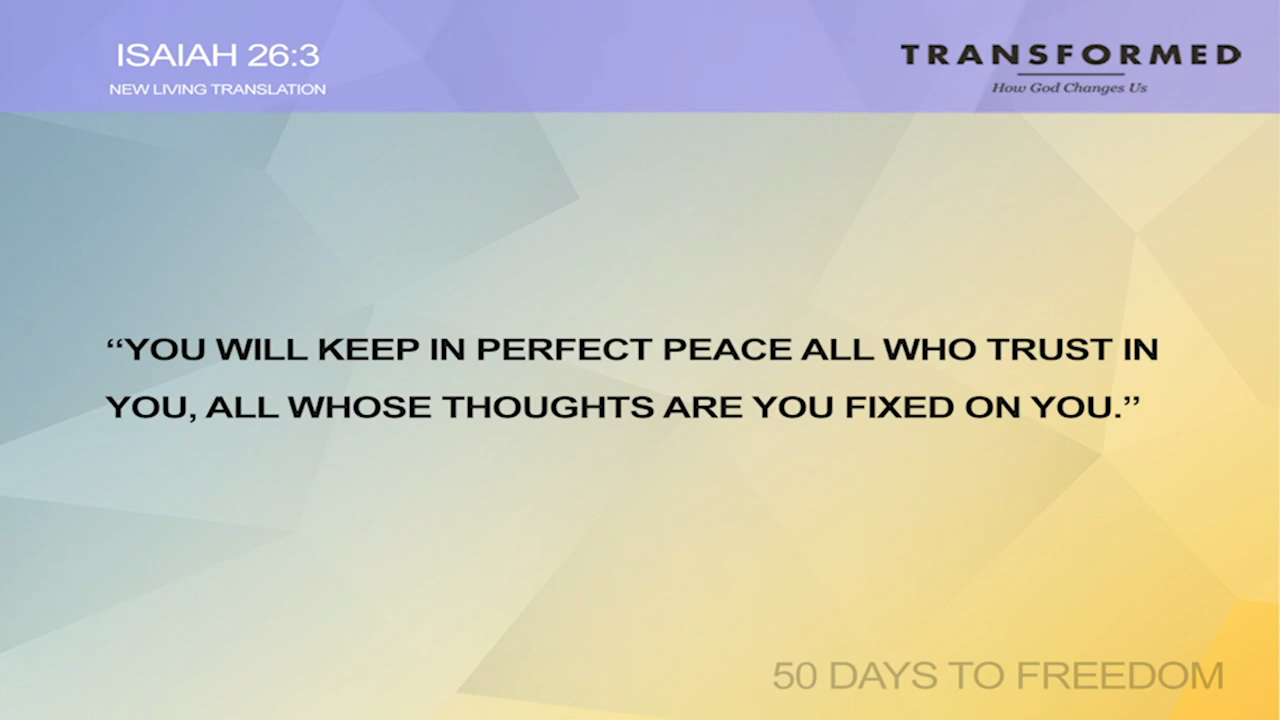 ISAIAH 26:3
NEW LIVING TRANSLATION
TRANSFORMED
How God Changes Us
“YOU WILL KEEP IN PERFECT PEACE ALL WHO TRUST IN
YOU, ALL WHOSE THOUGHTS ARE YOU FIXED ON YOU.”
50 DAYS TO FREEDOM